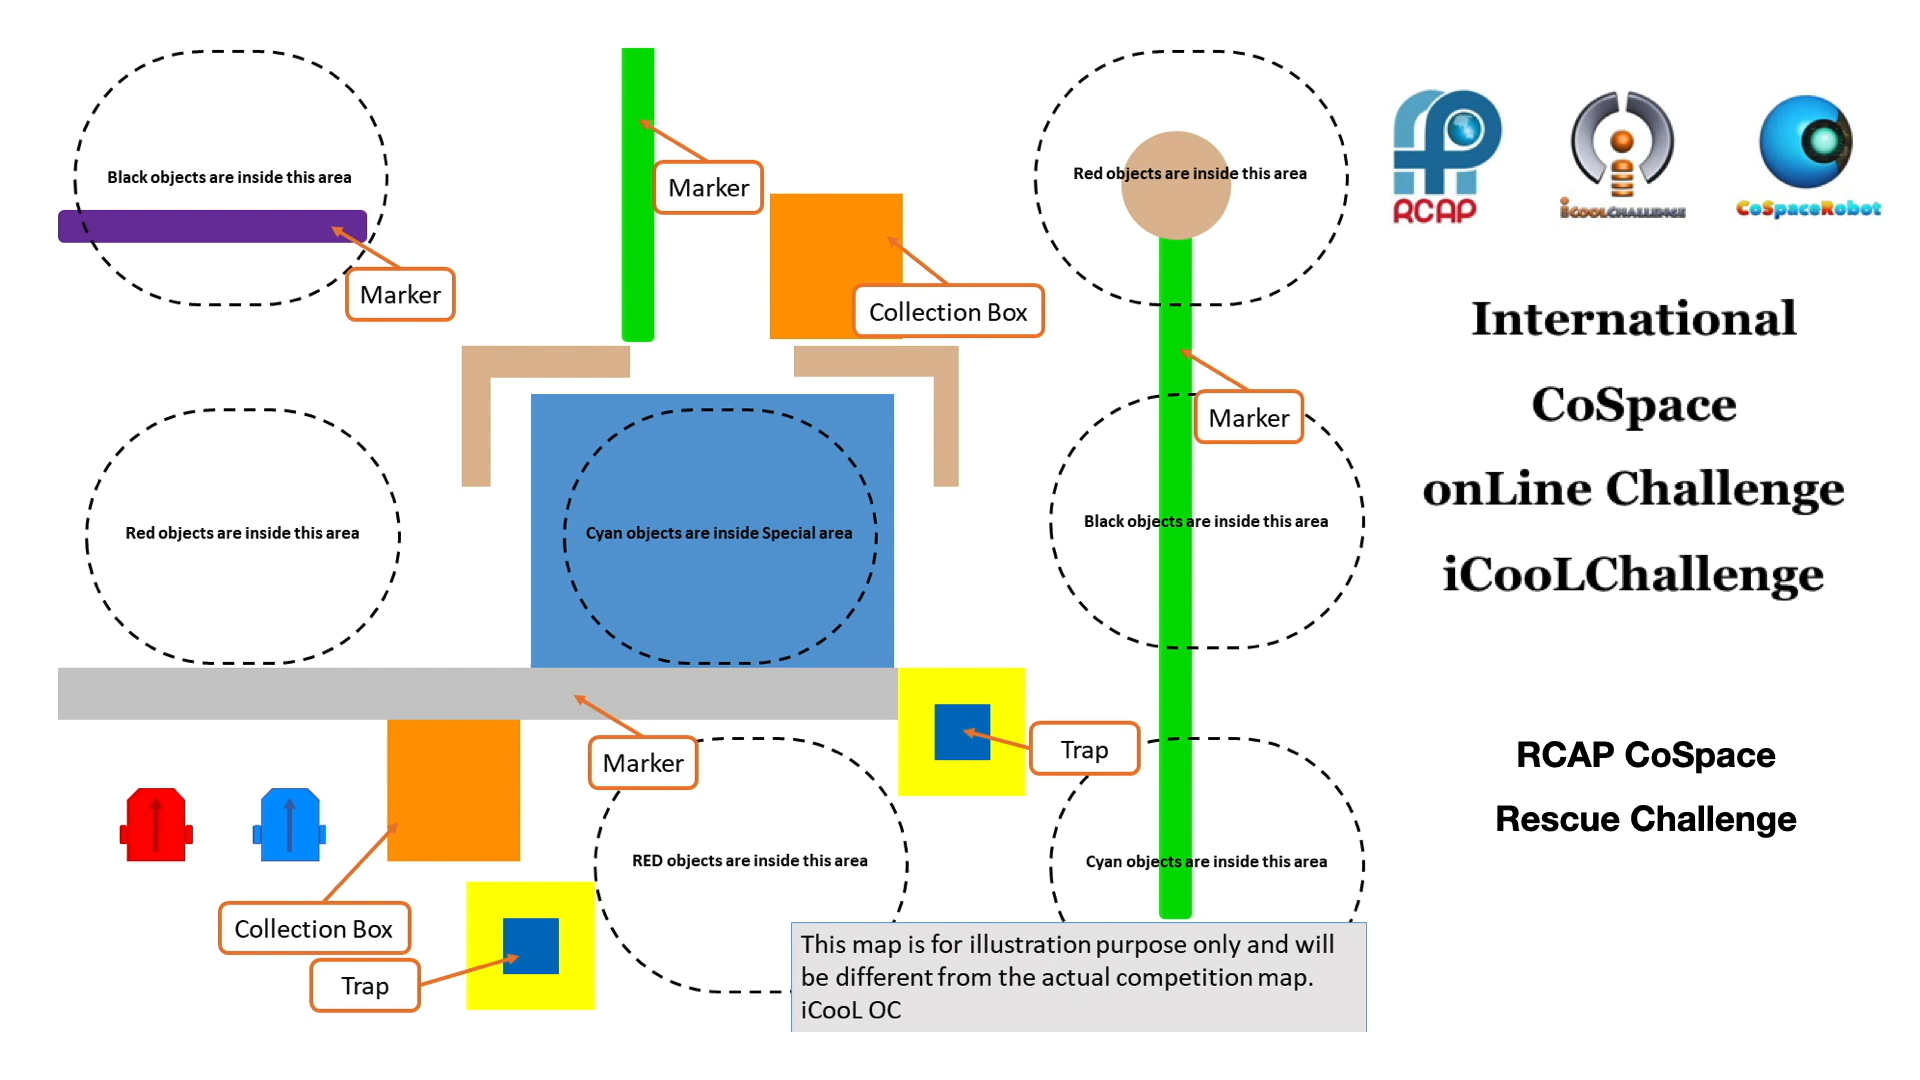 Black objects are inside this area
Marker
Marker
Collection Box
Red objects are inside this area
Marker
Red objects are inside this area
Cyan objects are inside Special area
Black objects are inside this area
Marker
Trap
Collection Box
Trap
RED objects are inside this area
Cyan objects are inside this area
This map is for illustration purpose only and will
be different from the actual competition map.
iCooL OC
RCAP
iCOOLCHALLENGE
CoSpaceRobot
International
CoSpace
onLine Challenge
iCooLChallenge
RCAP CoSpace
Rescue Challenge